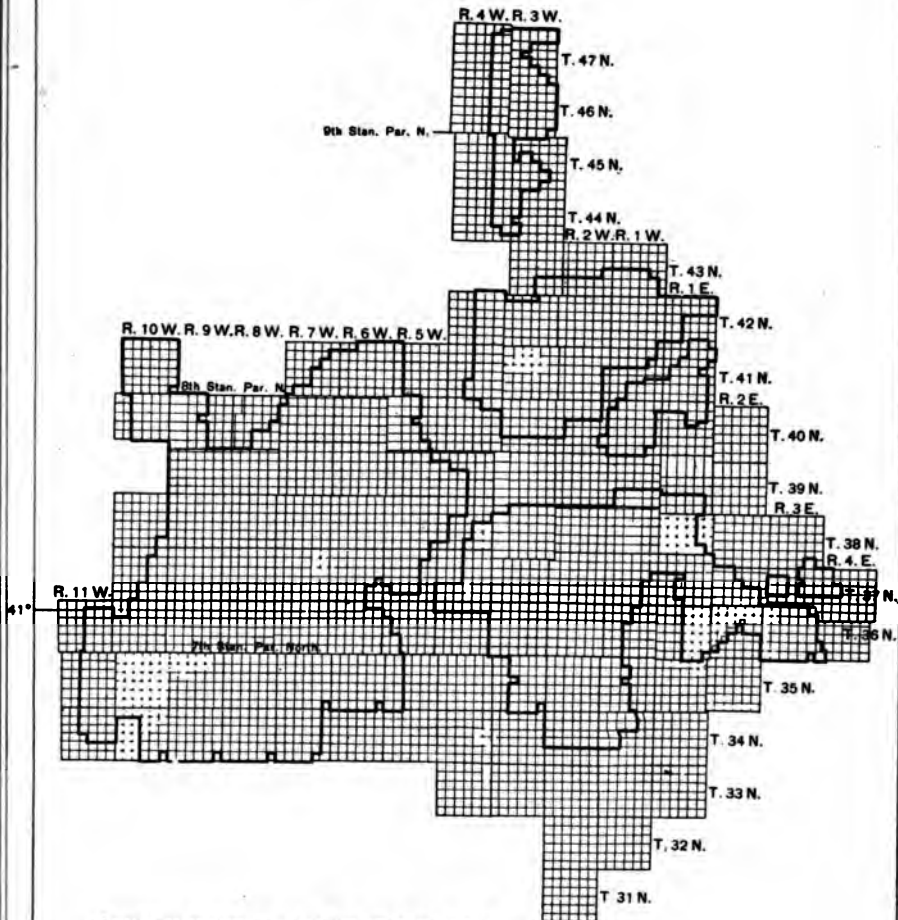 R. 4 W. R. 3 W.
T. 47 N.
T. 46 N.
9th Stan. Par. N.
T. 45 N.
T. 44 N.
R. 2 W. R. 1 W.
T. 43 N.
R. 1 E.
T. 42 N.
R. 10 W. R. 9 W. R. 8 W. R. 7 W. R. 6 W. R. 5 W.
T. 41 N.
8th Stan. Par. N.
R. 2 E.
T. 40 N.
T. 39 N.
R. 3 E.
T. 38 N.
R. 4. E.
R. 11 W.
37 N.
41°
T. 36 N.
7th Stan. Par. North
T. 35 N.
T. 34 N.
T. 33 N.
T. 32 N.
T 31 N.